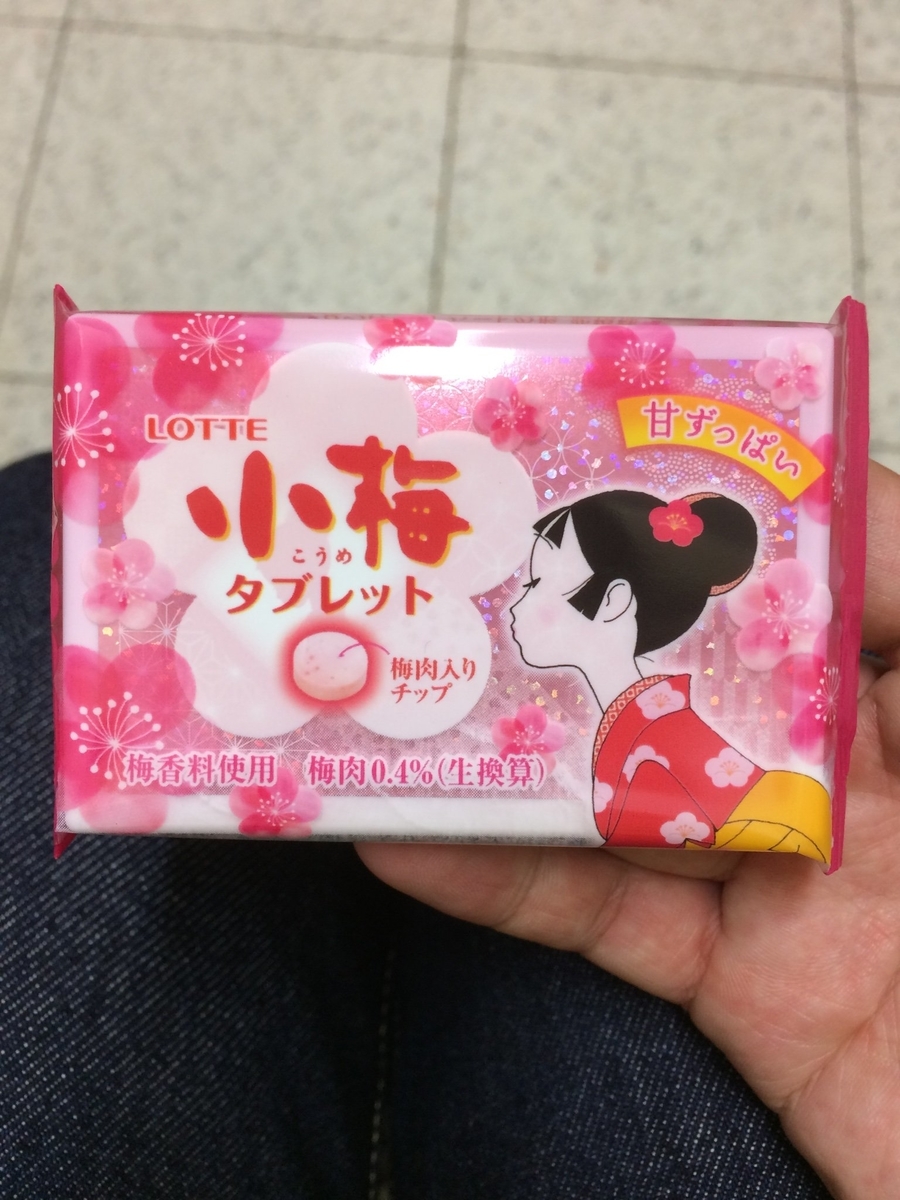 LOTTE
甘ずっぱい
小梅
こうめ
タブレット
梅肉入り
チップ
梅香料使用 梅肉0.4%(生換算)